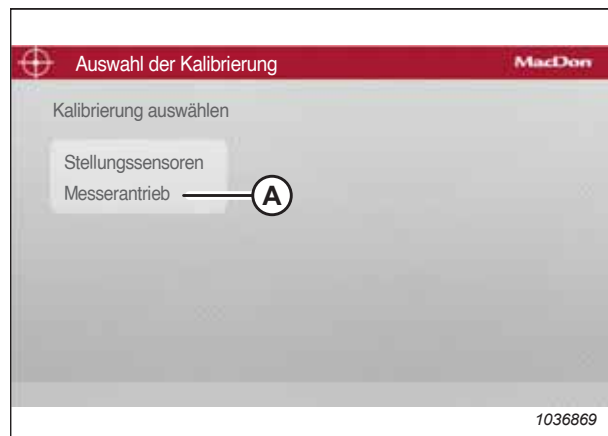 Auswahl der Kalibrierung MacDon
Kalibrierung auswählen
Stellungssensoren
Messerantrieb A
1036869